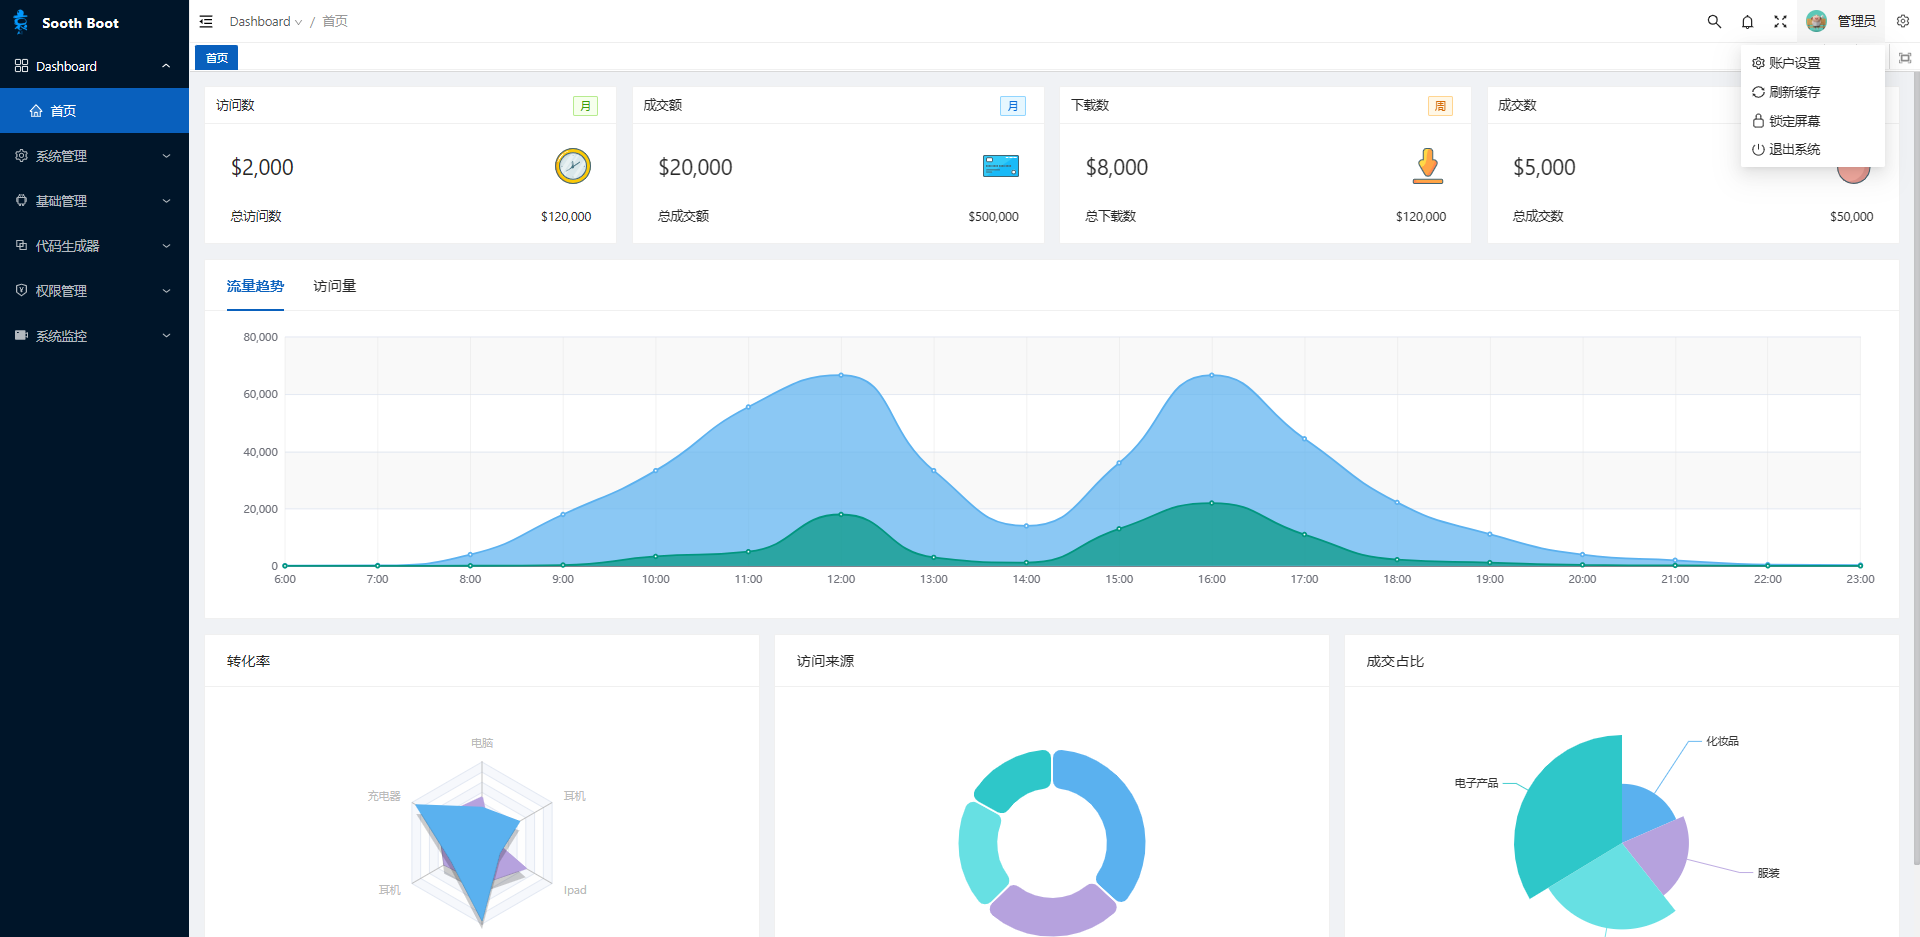 Sooth Boot
Dashboard
首页
系统管理
基础管理
代码生成器
权限管理
系统监控
Dashboard / 首页
管理员
首页
账户设置
刷新缓存
锁定屏幕
退出系统
访问数 月
$2,000
总访问数 $120,000
成交额 月
$20,000
总成交额 $500,000
下载数 周
$8,000
总下载数 $120,000
成交数
$5,000
总成交数 $50,000
流量趋势 访问量
80,000
60,000
40,000
20,000
0
6:00 7:00 8:00 9:00 10:00 11:00 12:00 13:00 14:00 15:00 16:00 17:00 18:00 19:00 20:00 21:00 22:00 23:00
转化率
电脑
充电器 耳机
耳机 Ipad
访问来源
成交占比
化妆品
电子产品
服装